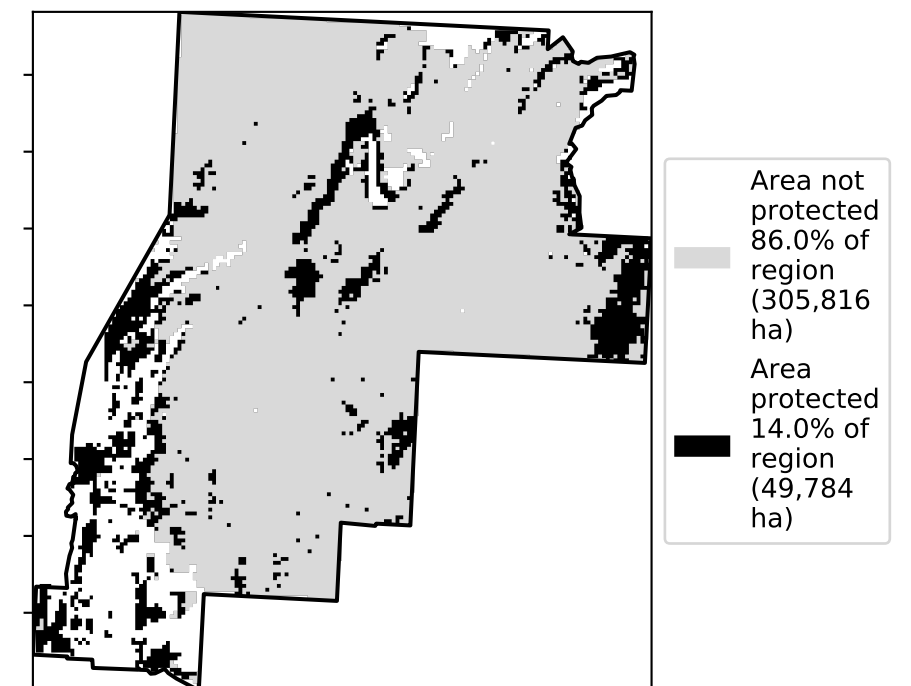 Area not
protected
86.0% of
region
(305,816
ha)
Area
protected
14.0% of
region
(49,784
ha)